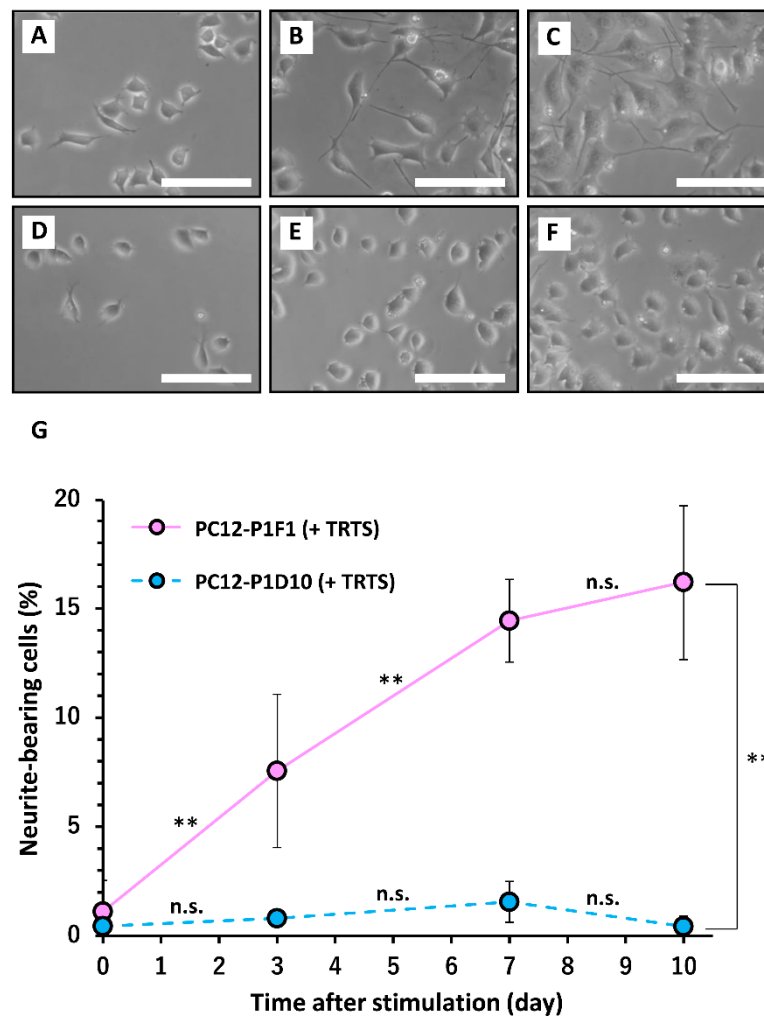 A
B
C
D
E
F
G
20
15
10
5
0
Neurite-bearing cells (%)
PC12-P1F1 (+ TRTS)
PC12-P1D10 (+ TRTS)
**
**
n.s.
n.s.
n.s.
n.s.
**
0 1 2 3 4 5 6 7 8 9 10
Time after stimulation (day)